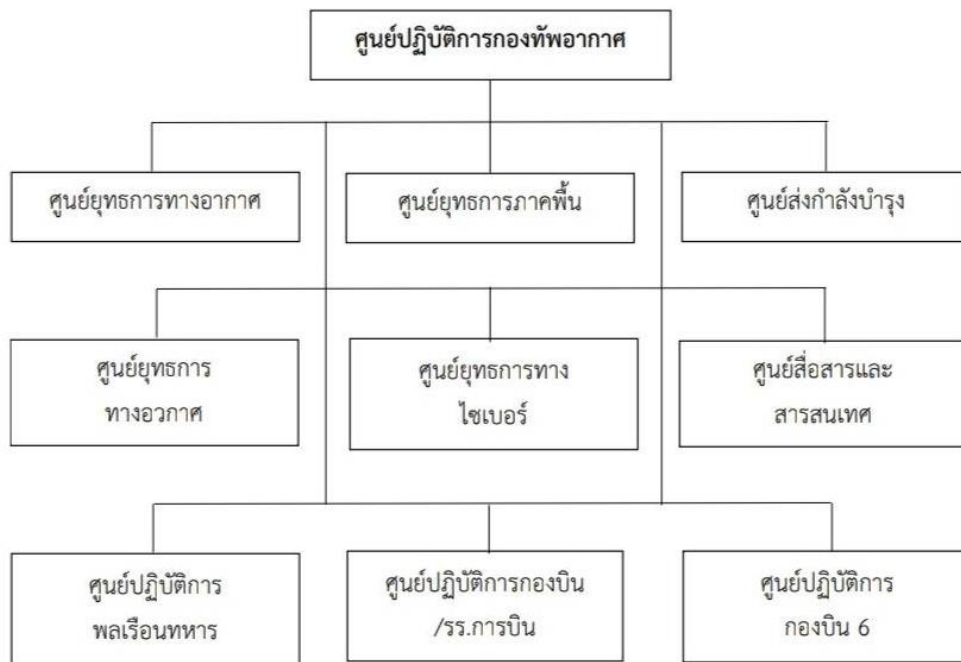 ศูนย์ปฏิบัติการกองทัพอากาศ
ศูนย์ยุทธการทางอากาศ
ศูนย์ยุทธการภาคพื้น
ศูนย์ส่งกำลังบำรุง
ศูนย์ยุทธการ
ทางอวกาศ
ศูนย์ยุทธการทาง
ไซเบอร์
ศูนย์สื่อสารและ
สารสนเทศ
ศูนย์ปฏิบัติการ
พลเรือนทหาร
ศูนย์ปฏิบัติการกองบิน
/รร.การบิน
ศูนย์ปฏิบัติการ
กองบิน 6